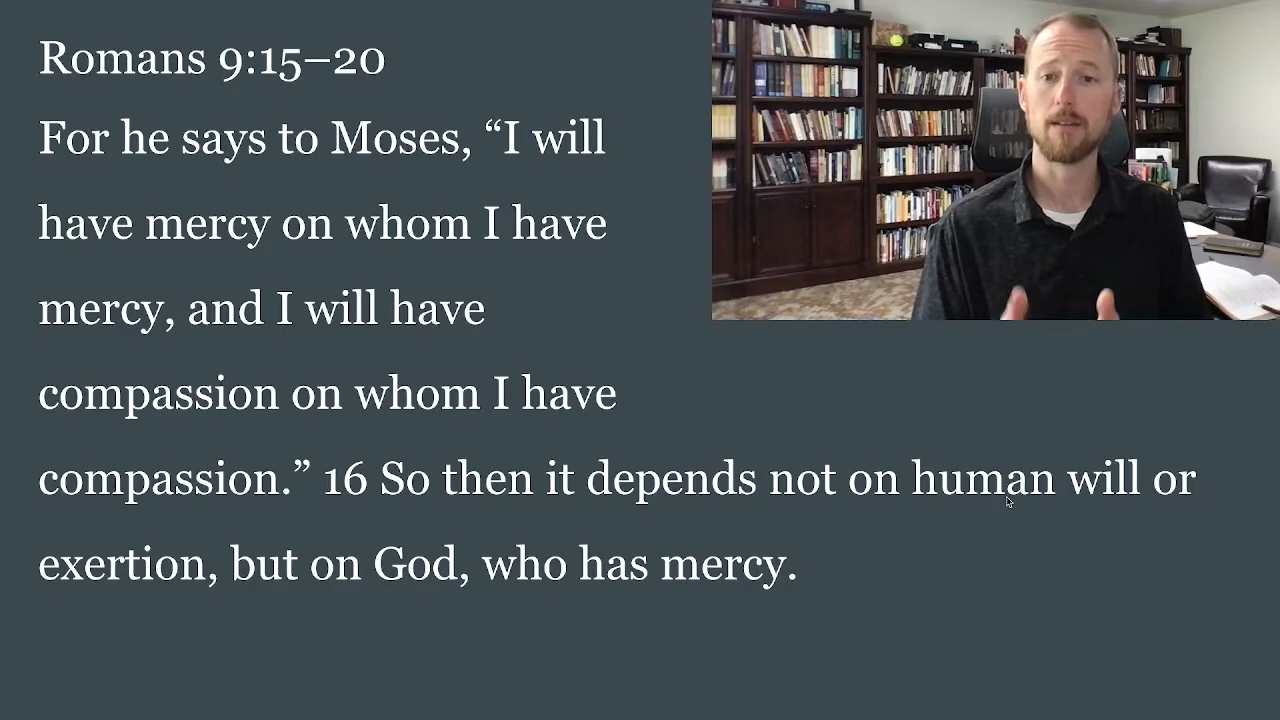 Romans 9:15–20
For he says to Moses, “I will
have mercy on whom I have
mercy, and I will have
compassion on whom I have
compassion.” 16 So then it depends not on human will or
exertion, but on God, who has mercy.